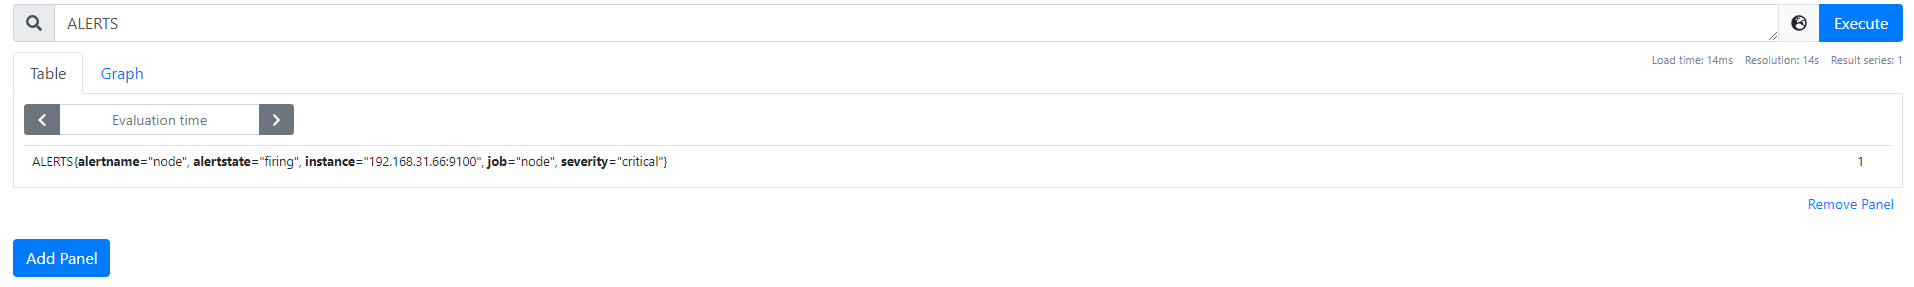 ALERTS
Execute
Table
Graph
Load time: 14ms Resolution: 14s Result series: 1
Evaluation time
ALERTS{alertname="node", alertstate="firing", instance="192.168.31.66:9100", job="node", severity="critical"} 1
Remove Panel
Add Panel